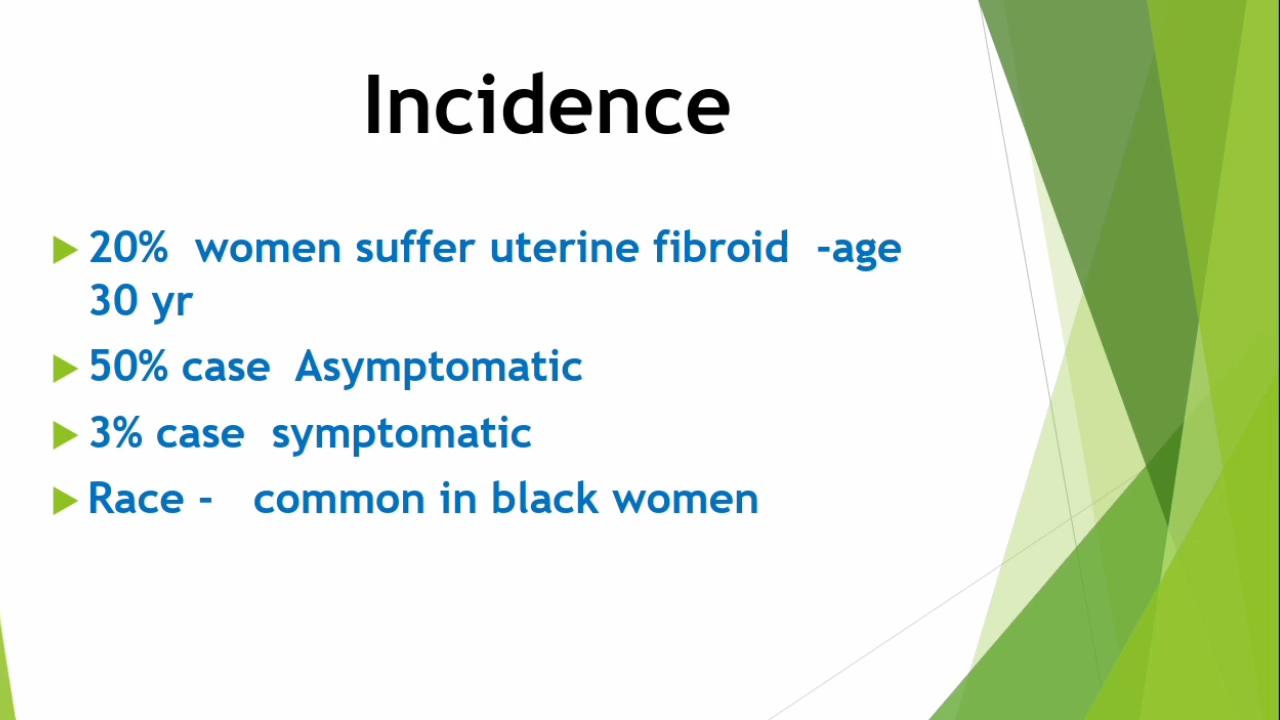 Incidence
20% women suffer uterine fibroid -age
30 yr
50% case Asymptomatic
3% case symptomatic
Race - common in black women